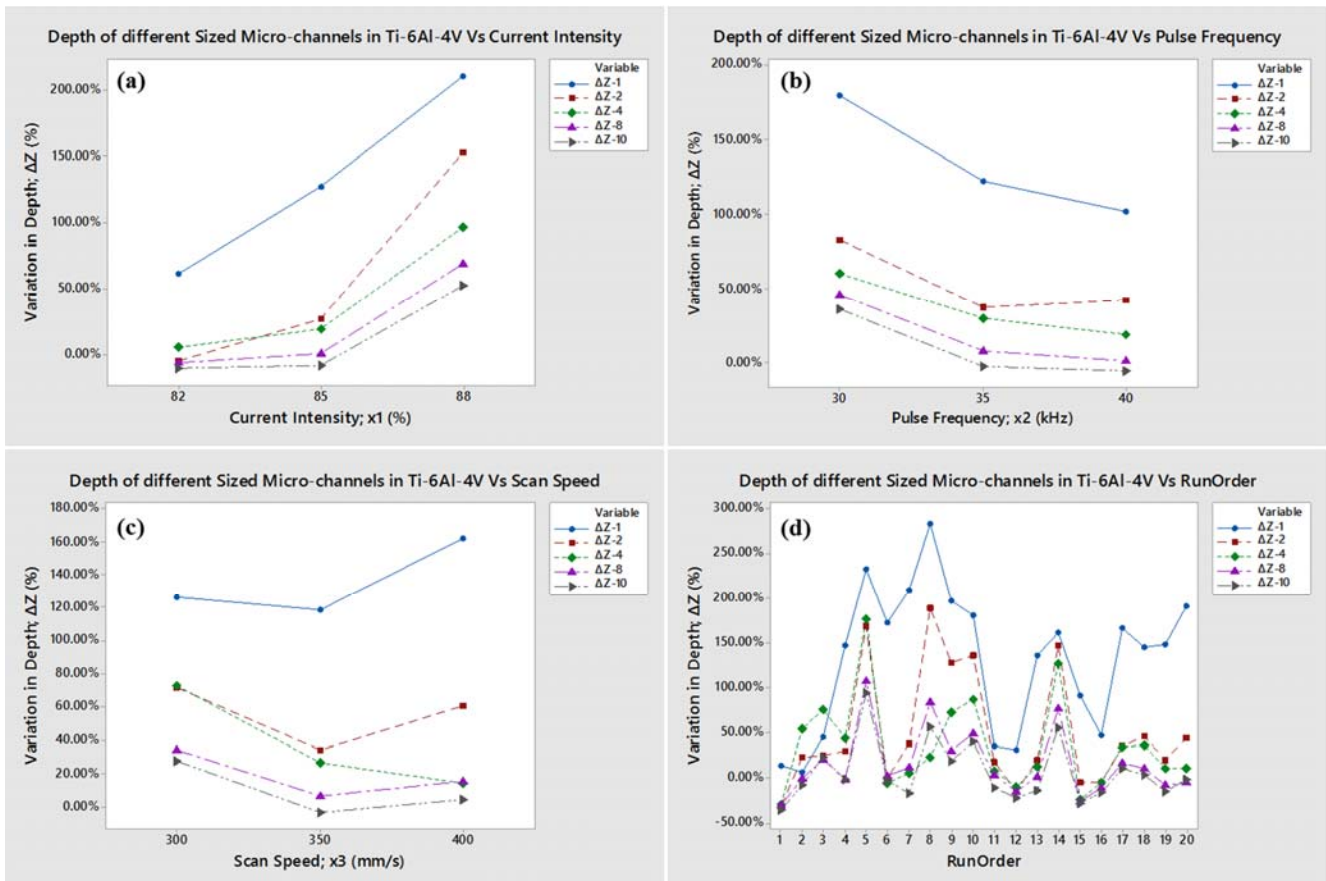 Depth of different Sized Micro-channels in Ti-6Al-4V Vs Current Intensity
(a)
Variable
ΔZ-1
ΔZ-2
ΔZ-4
ΔZ-8
ΔZ-10
Variation in Depth; ΔZ (%)
200.00%
150.00%
100.00%
50.00%
0.00%
82
85
88
Current Intensity; x1 (%)
Depth of different Sized Micro-channels in Ti-6Al-4V Vs Pulse Frequency
(b)
Variable
ΔZ-1
ΔZ-2
ΔZ-4
ΔZ-8
ΔZ-10
Variation in Depth; ΔZ (%)
200.00%
150.00%
100.00%
50.00%
0.00%
30
35
40
Pulse Frequency; x2 (kHz)
Depth of different Sized Micro-channels in Ti-6Al-4V Vs Scan Speed
(c)
Variable
ΔZ-1
ΔZ-2
ΔZ-4
ΔZ-8
ΔZ-10
Variation in Depth; ΔZ (%)
180.00%
160.00%
140.00%
120.00%
100.00%
80.00%
60.00%
40.00%
20.00%
0.00%
300
350
400
Scan Speed; x3 (mm/s)
Depth of different Sized Micro-channels in Ti-6Al-4V Vs RunOrder
(d)
Variable
ΔZ-1
ΔZ-2
ΔZ-4
ΔZ-8
ΔZ-10
Variation in Depth; ΔZ (%)
300.00%
250.00%
200.00%
150.00%
100.00%
50.00%
0.00%
-50.00%
1 2 3 4 5 6 7 8 9 10 11 12 13 14 15 16 17 18 19 20
RunOrder